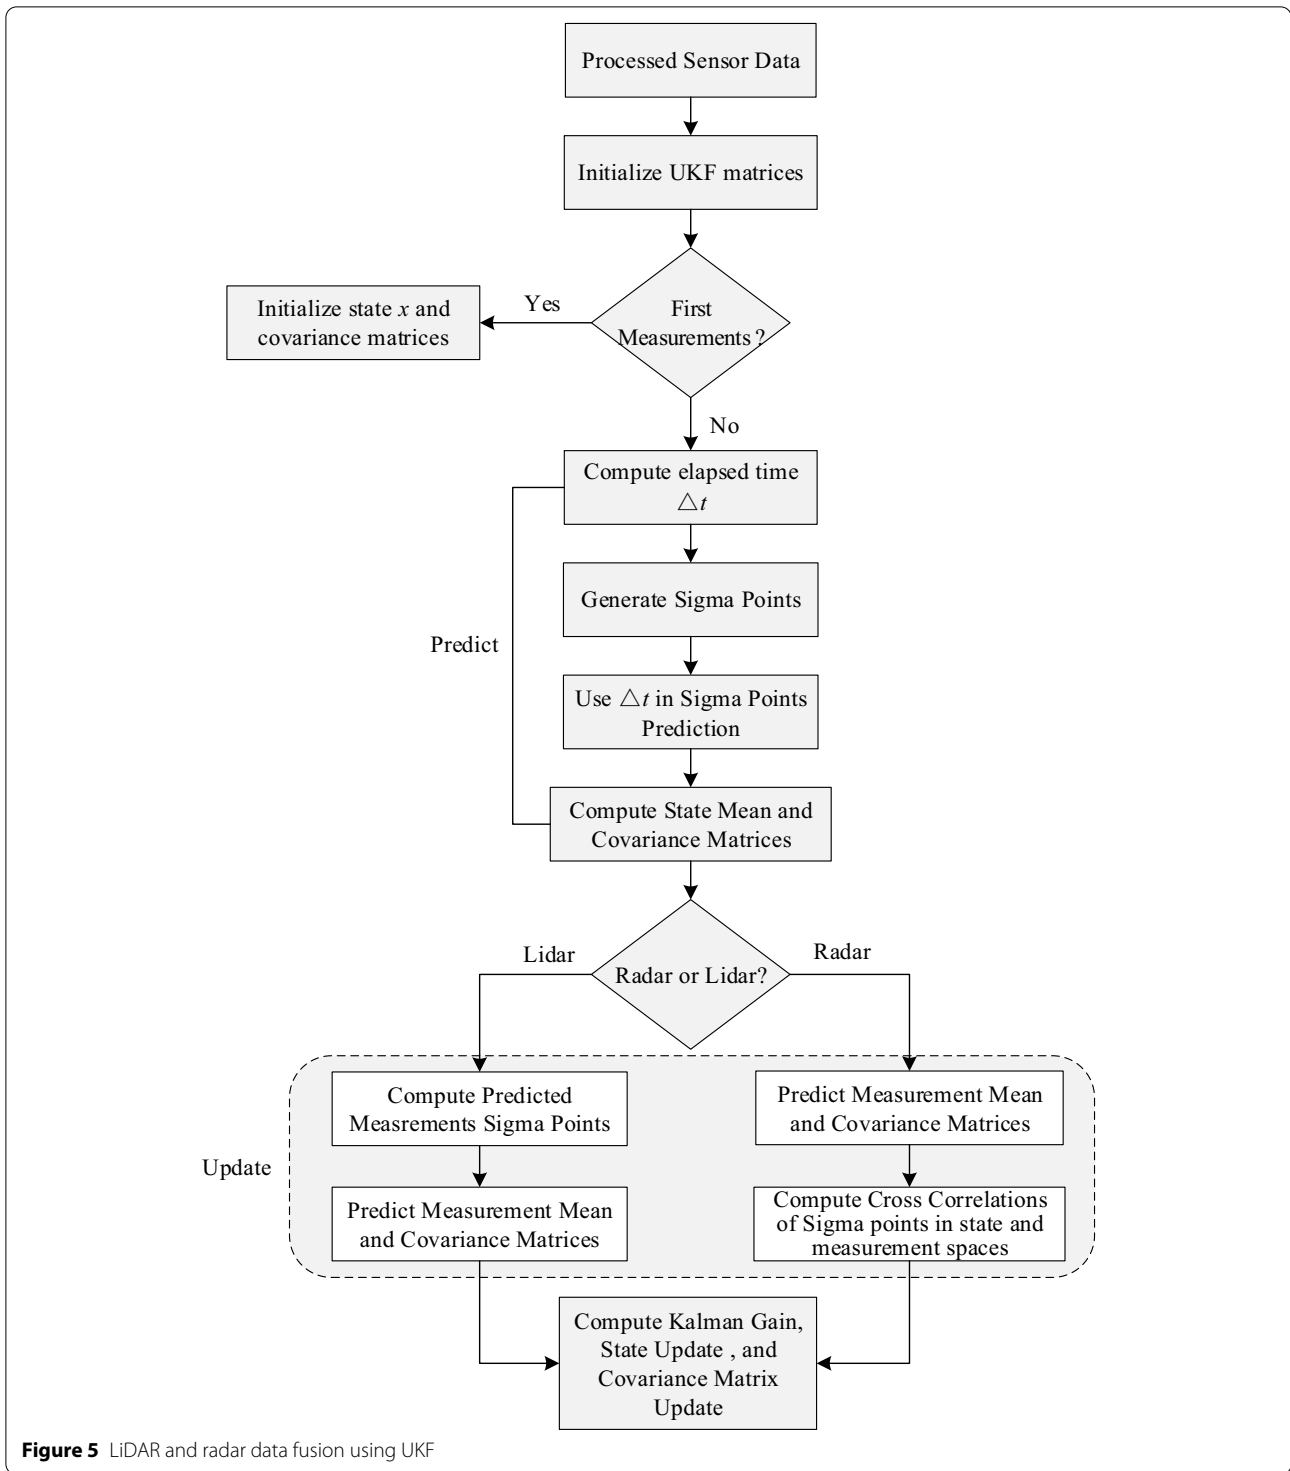 Processed Sensor Data
Initialize UKF matrices
First
Measurements ?
Yes
Initialize state x and
covariance matrices
No
Compute elapsed time
△t
Generate Sigma Points
Predict
Use △t in Sigma Points
Prediction
Compute State Mean and
Covariance Matrices
Radar or Lidar?
Lidar
Radar
Compute Predicted
Measrements Sigma Points
Predict Measurement Mean
and Covariance Matrices
Update
Predict Measurement Mean
and Covariance Matrices
Compute Cross Correlations
of Sigma points in state and
measurement spaces
Compute Kalman Gain,
State Update , and
Covariance Matrix
Update
Figure 5 LiDAR and radar data fusion using UKF